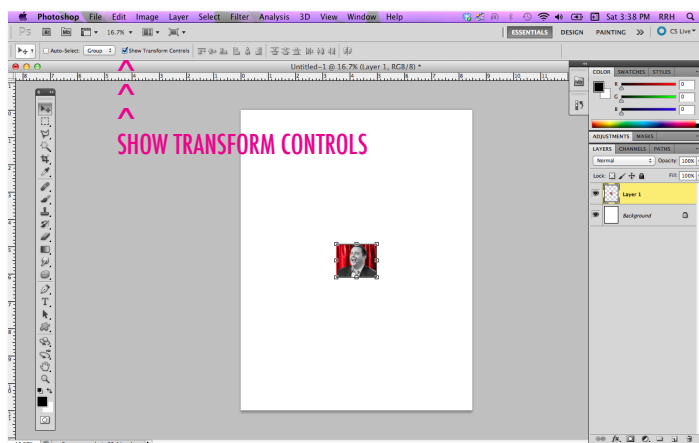 Photoshop File Edit Image Layer Select Filter Analysis 3D View Window Help Sat 3:38 PM RRH
Ps Br Mb 16.7% ESSENTIALS DESIGN PAINTING >> CS Live
Auto-Select: Group Show Transform Controls
Untitled-1 @ 16.7% (Layer 1, RGB/8) *
SHOW TRANSFORM CONTROLS
COLOR SWATCHES STYLES
R 0
G 0
B 0
ADJUSTMENTS MASKS
LAYERS CHANNELS PATHS
Normal Opacity 100%
Lock: Fill 100%
Layer 1
Background